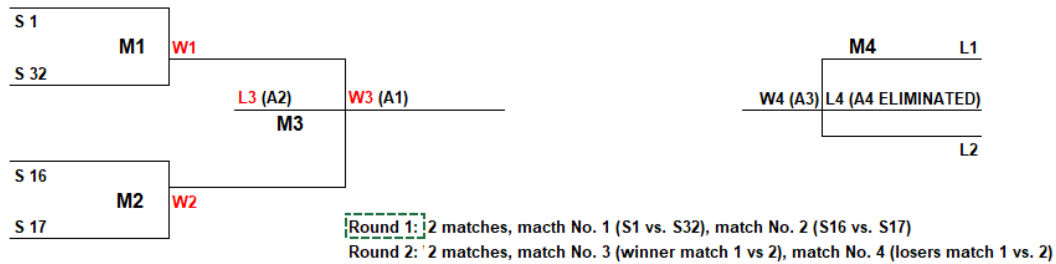 S 1
M1
W1
S 32
L3 (A2)
W3 (A1)
M3
S 16
M2
W2
S 17
M4
L1
W4 (A3)
L4 (A4 ELIMINATED)
L2
Round 1: 2 matches, macth No. 1 (S1 vs. S32), match No. 2 (S16 vs. S17)
Round 2: 2 matches, match No. 3 (winner match 1 vs 2), match No. 4 (losers match 1 vs. 2)